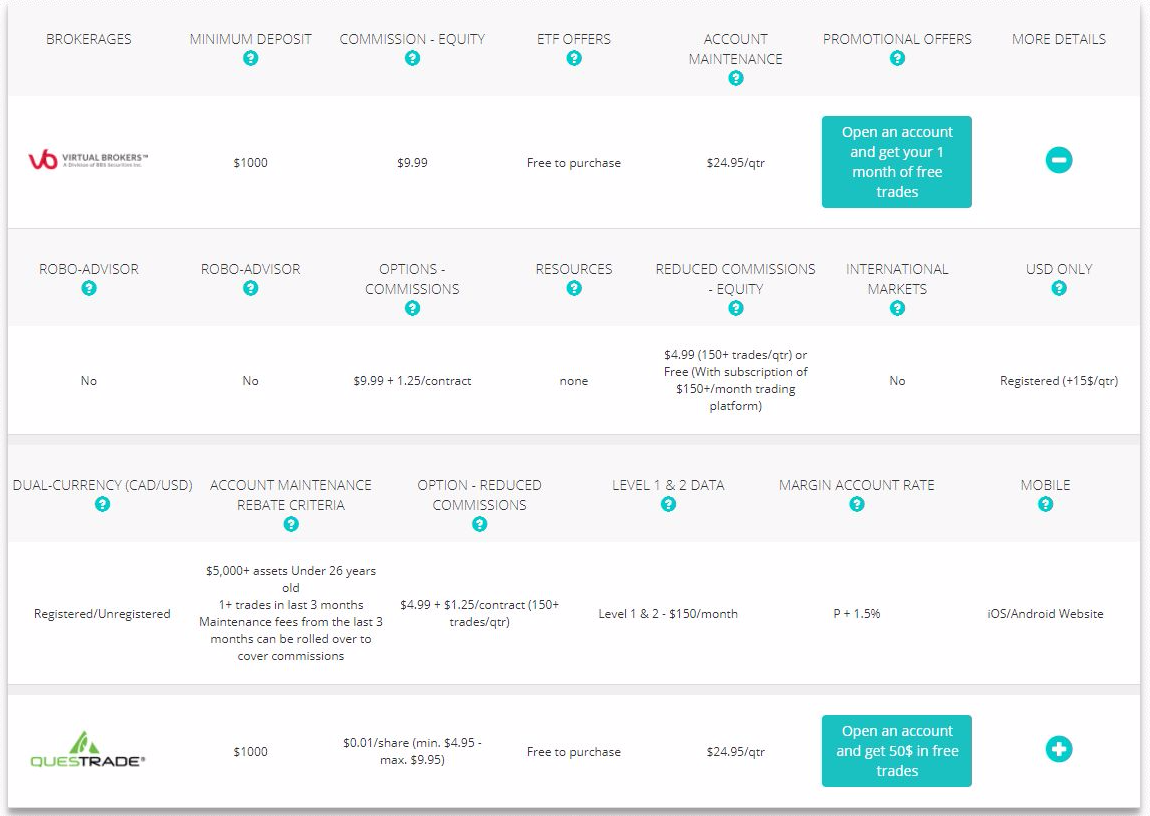 BROKERAGES
MINIMUM DEPOSIT
COMMISSION - EQUITY
ETF OFFERS
ACCOUNT
MAINTENANCE
PROMOTIONAL OFFERS
MORE DETAILS
VIRTUAL BROKERS™
A Division of BBS Securities Inc.
$1000
$9.99
Free to purchase
$24.95/qtr
Open an account
and get your 1
month of free
trades
ROBO-ADVISOR
ROBO-ADVISOR
OPTIONS -
COMMISSIONS
RESOURCES
REDUCED COMMISSIONS
- EQUITY
INTERNATIONAL
MARKETS
USD ONLY
No
No
$9.99 + 1.25/contract
none
$4.99 (150+ trades/qtr) or
Free (With subscription of
$150+/month trading
platform)
No
Registered (+15$/qtr)
DUAL-CURRENCY (CAD/USD)
ACCOUNT MAINTENANCE
REBATE CRITERIA
OPTION - REDUCED
COMMISSIONS
LEVEL 1 & 2 DATA
MARGIN ACCOUNT RATE
MOBILE
Registered/Unregistered
$5,000+ assets Under 26 years
old
1+ trades in last 3 months
Maintenance fees from the last 3
months can be rolled over to
cover commissions
$4.99 + $1.25/contract (150+
trades/qtr)
Level 1 & 2 - $150/month
P + 1.5%
iOS/Android Website
QUESTRADE®
$1000
$0.01/share (min. $4.95 -
max. $9.95)
Free to purchase
$24.95/qtr
Open an account
and get 50$ in free
trades